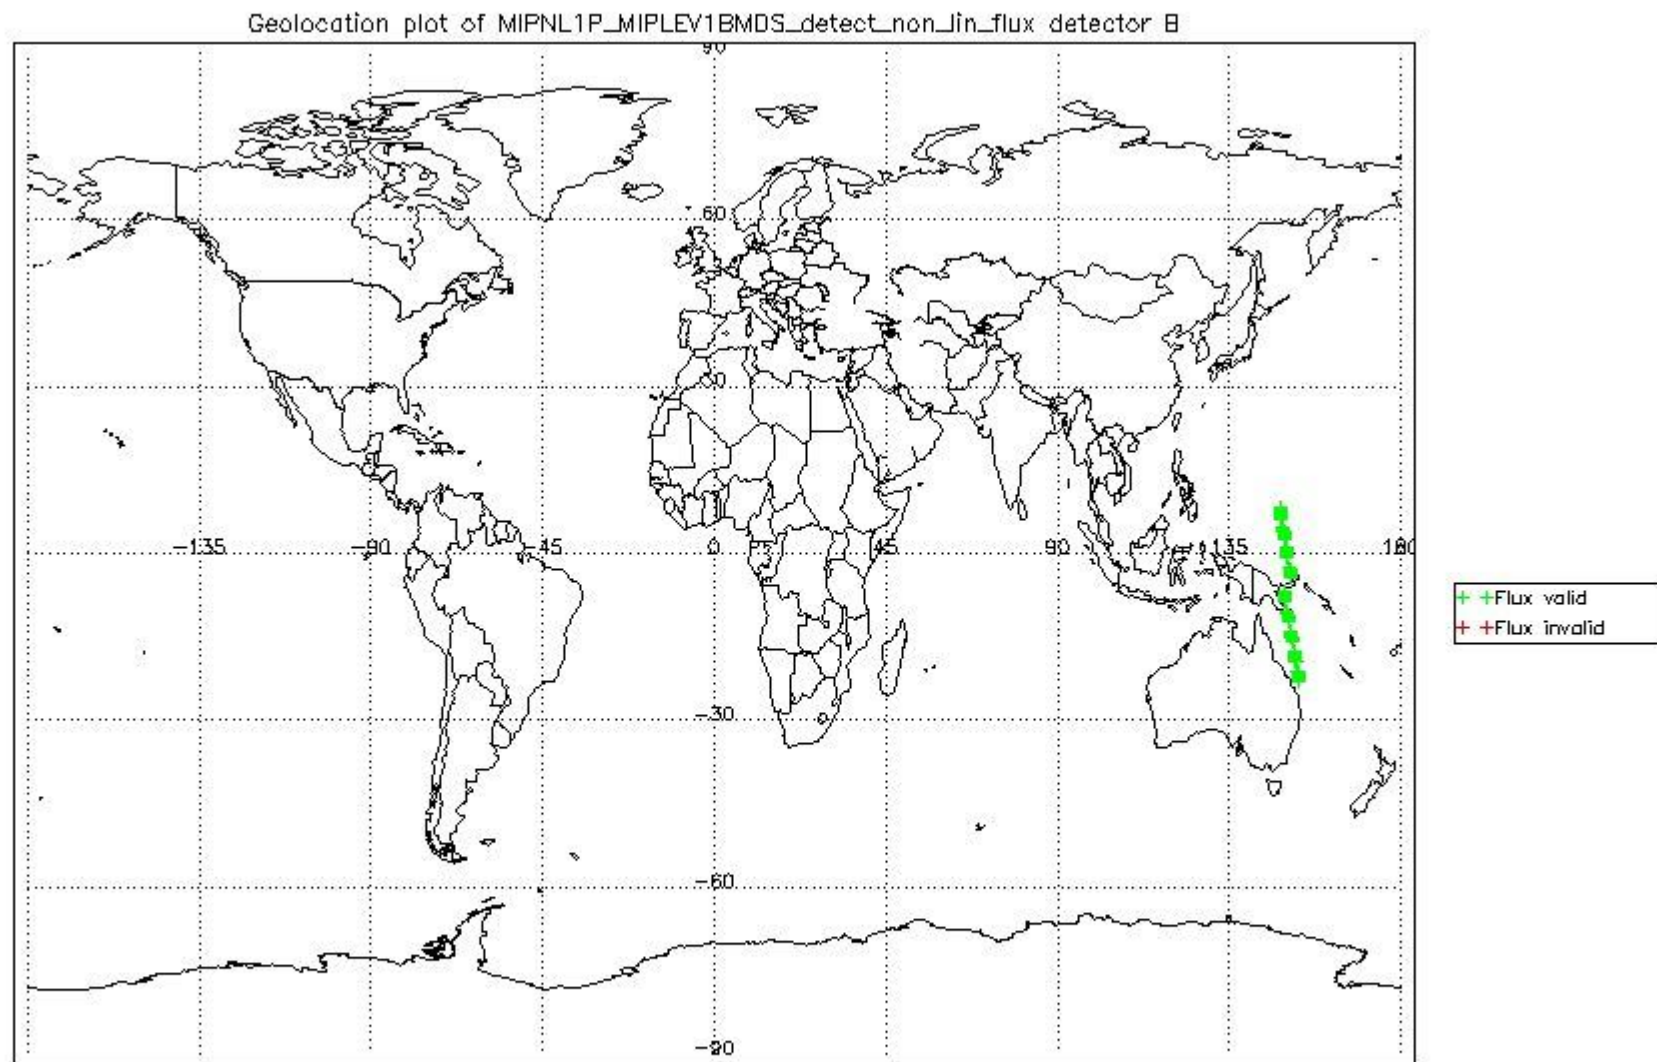 Geolocation plot of MIPNL1P_MIPLEV1BMDS_detect_non_lin_flux detector B
90
60
30
-135 -90 -45 0 45 90 135 180
-30
-60
-90
Flux valid
Flux invalid